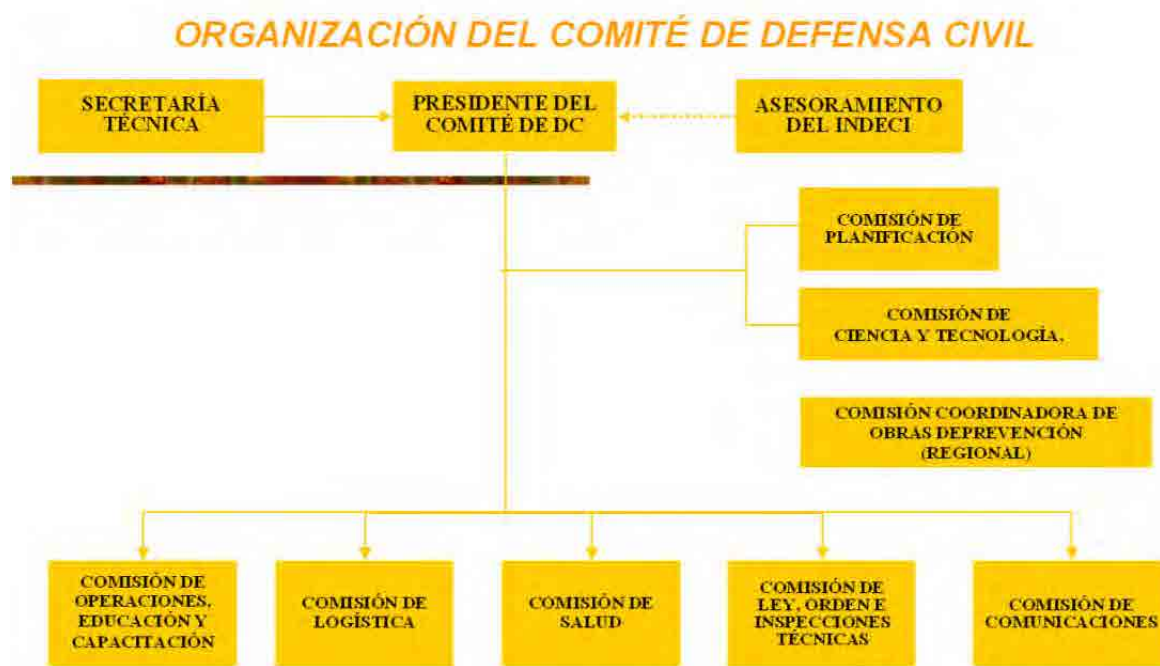 ORGANIZACIÓN DEL COMITÉ DE DEFENSA CIVIL
SECRETARÍA
TÉCNICA
PRESIDENTE DEL
COMITÉ DE DC
ASESORAMIENTO
DEL INDECI
COMISIÓN DE
PLANIFICACIÓN
COMISIÓN DE
CIENCIA Y TECNOLOGÍA.
COMISIÓN COORDINADORA DE
OBRAS DEPREVENCIÓN
(REGIONAL)
COMISIÓN DE
OPERACIONES,
EDUCACIÓN Y
CAPACITACIÓN
COMISIÓN DE
LOGÍSTICA
COMISIÓN DE
SALUD
COMISIÓN DE
LEY, ORDEN E
INSPECCIONES
TÉCNICAS
COMISIÓN DE
COMUNICACIONES